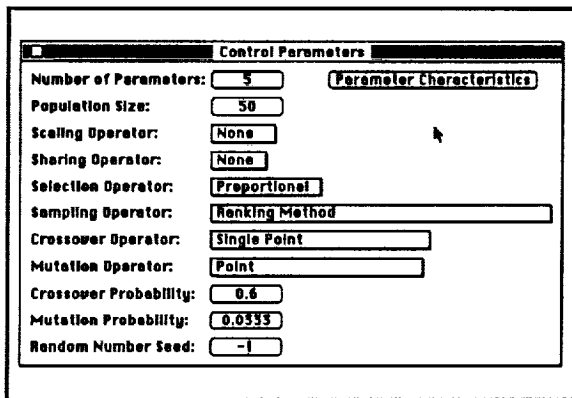 Control Parameters
Number of Parameters: 5 Parameter Characteristics
Population Size: 50
Scaling Operator: None
Sharing Operator: None
Selection Operator: Proportional
Sampling Operator: Ranking Method
Crossover Operator: Single Point
Mutation Operator: Point
Crossover Probability: 0.6
Mutation Probability: 0.0333
Random Number Seed: -1